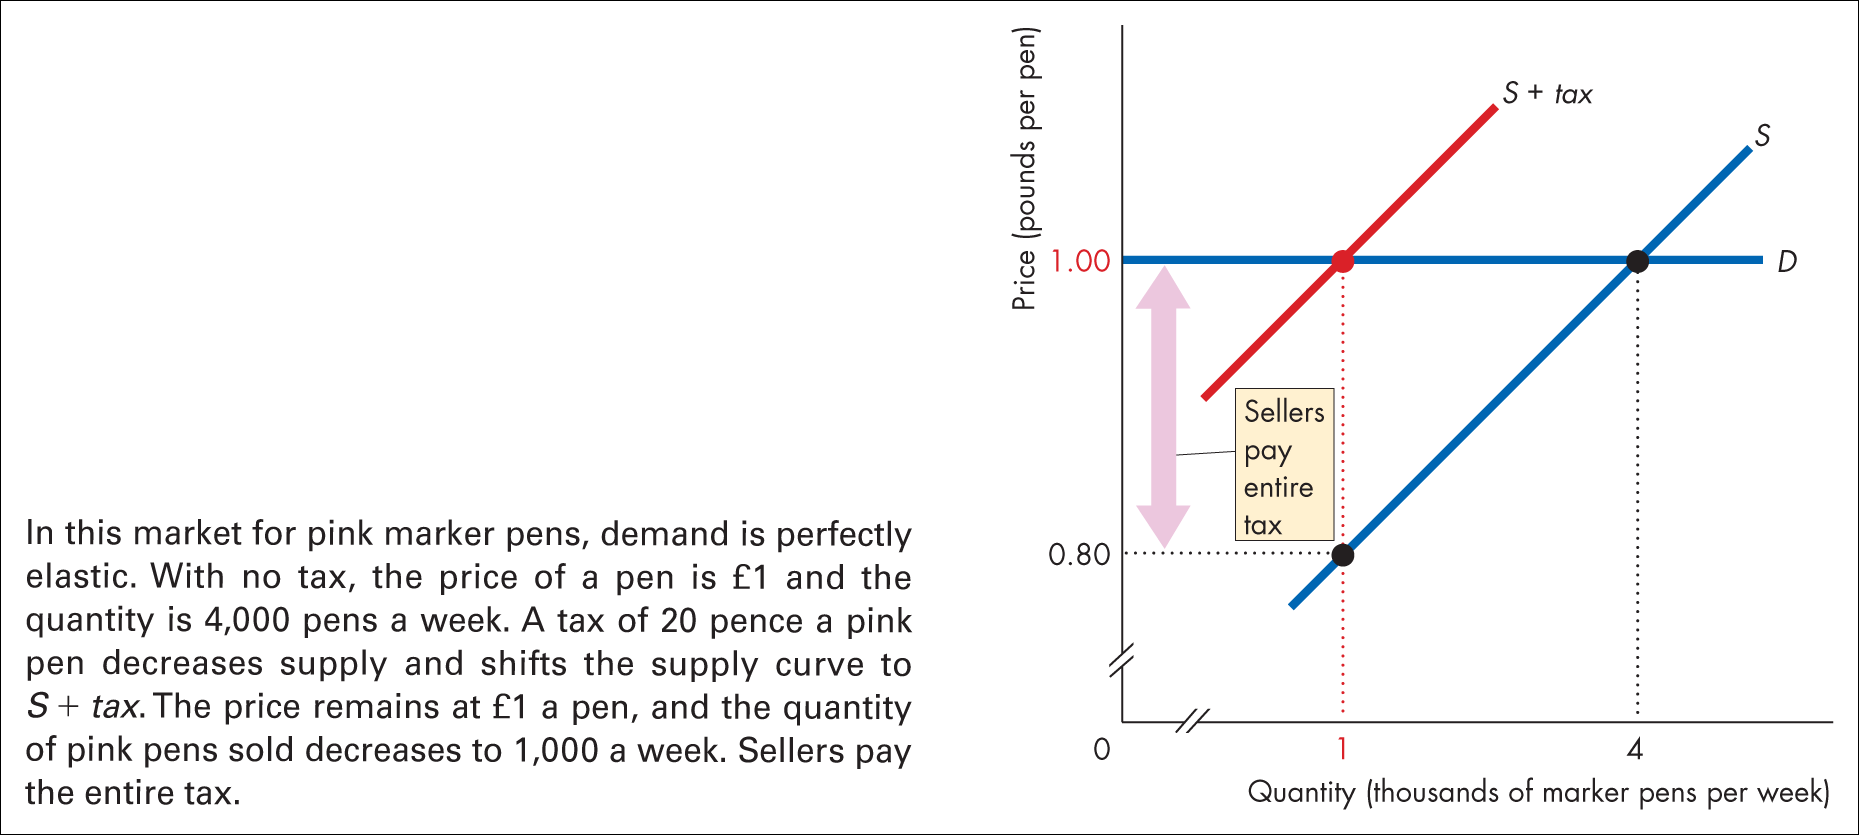 In this market for pink marker pens, demand is perfectly
elastic. With no tax, the price of a pen is £1 and the
quantity is 4,000 pens a week. A tax of 20 pence a pink
pen decreases supply and shifts the supply curve to
S + tax. The price remains at £1 a pen, and the quantity
of pink pens sold decreases to 1,000 a week. Sellers pay
the entire tax.
Price (pounds per pen)
S + tax
S
1.00
D
Sellers
pay
entire
tax
0.80
0
1
4
Quantity (thousands of marker pens per week)